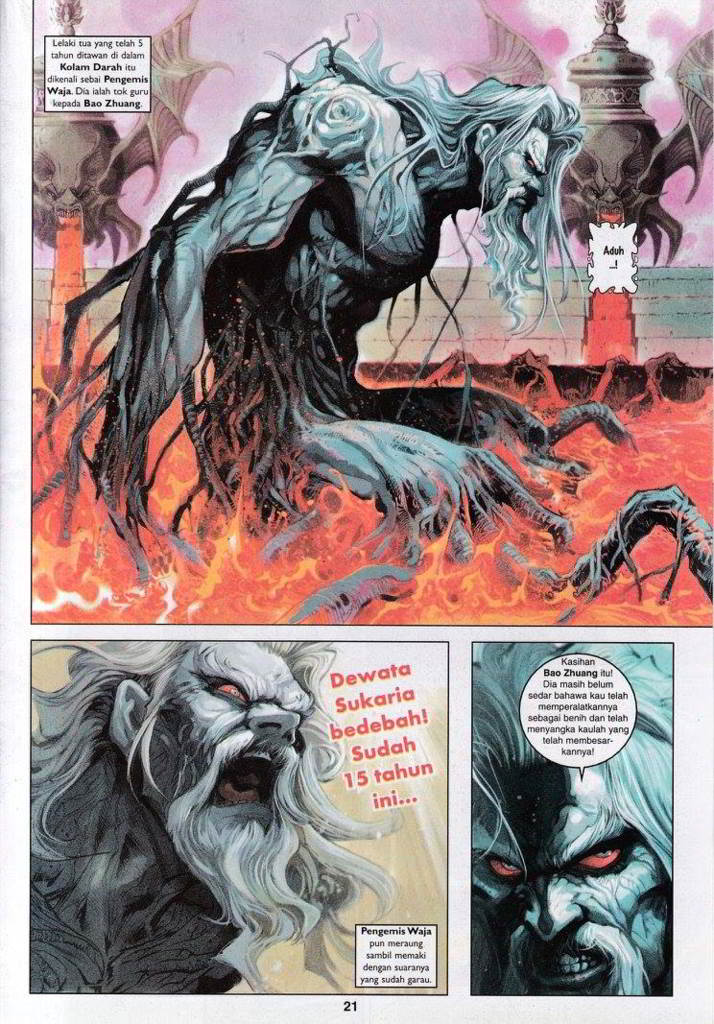 Lelaki tua yang telah 5
tahun ditawan di dalam
Kolam Darah itu
dikenali sebai Pengemis
Waja. Dia ialah tok guru
kepada Bao Zhuang.
Aduh
...!
Dewata
Sukaria
bedebah!
Sudah
15 tahun
ini...
Pengemis Waja
pun meraung
sambil memaki
dengan suaranya
yang sudah garau.
Kasihan
Bao Zhuang itu!
Dia masih belum
sedar bahawa kau telah
memperalatkannya
sebagai benih dan telah
menyangka kaulah yang
telah membesar-
kannya!
21